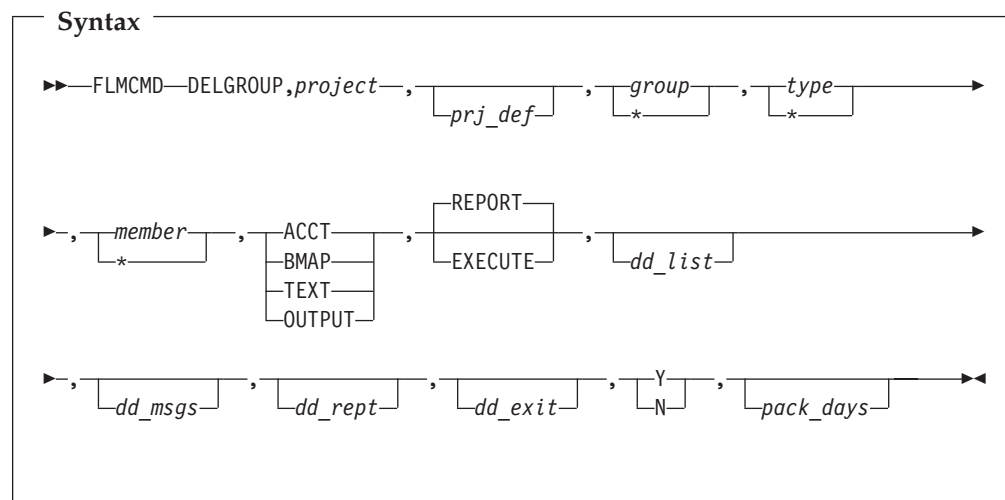 Syntax
FLMCMD DELGROUP,project , , group , type
prj_def * *
, member , ACCT , REPORT ,
* BMAP EXECUTE dd_list
TEXT
OUTPUT
, , , , Y ,
dd_msgs dd_rept dd_exit N pack_days